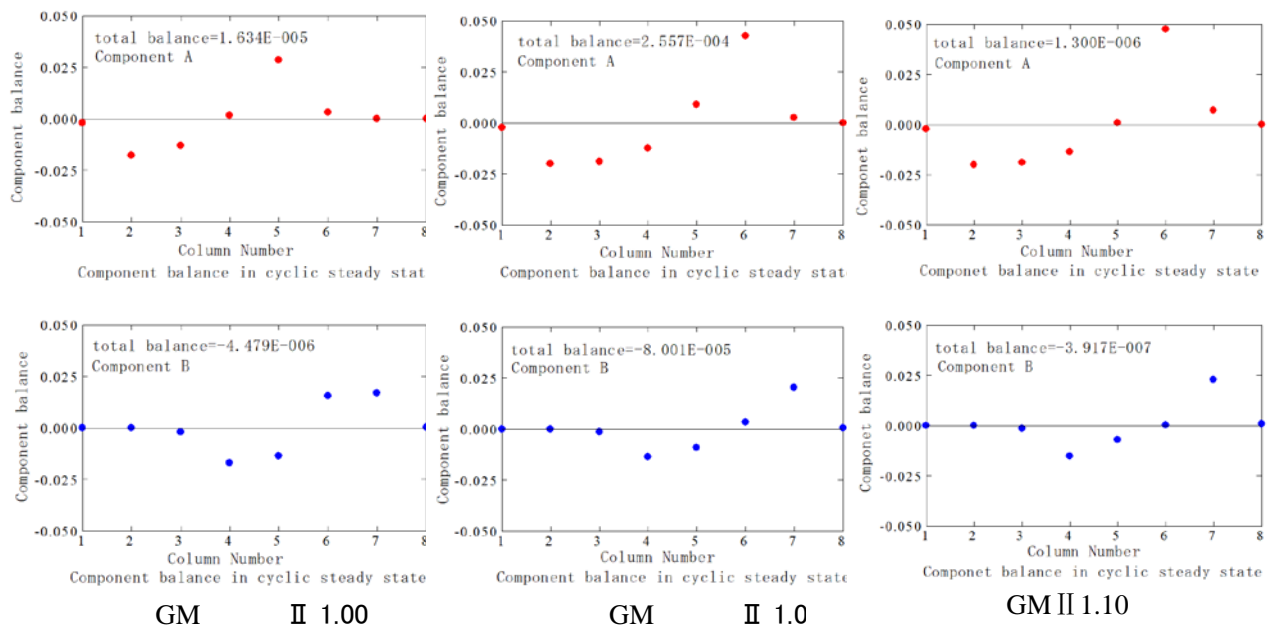 0.050
0.025
0.000
-0.025
-0.050
Component balance
total balance=1.634E-005
Component A
1 2 3 4 5 6 7 8
Column Number
Component balance in cyclic steady stat
0.050
0.025
0.000
-0.025
-0.050
Component balance
total balance=2.557E-004
Component A
1 2 3 4 5 6 7 8
Column Number
Component balance in cyclic steady stat
0.050
0.025
0.000
-0.025
-0.050
Componet balance
total balance=1.300E-006
Component A
1 2 3 4 5 6 7 8
Column Number
Componet balance in cyclic steady state
0.050
0.025
0.000
-0.025
-0.050
Component balance
total balance=-4.479E-006
Component B
1 2 3 4 5 6 7 8
Column Number
Component balance in cyclic steady stat
0.050
0.025
0.000
-0.025
-0.050
Component balance
total balance=-8.001E-005
Component B
1 2 3 4 5 6 7 8
Column Number
Component balance in cyclic steady stat
0.050
0.025
0.000
-0.025
-0.050
Componet balance
total balance=-3.917E-007
Component B
1 2 3 4 5 6 7 8
Column Number
Componet balance in cyclic steady state
GM Ⅱ 1.00
GM Ⅱ 1.0
GMⅡ1.10